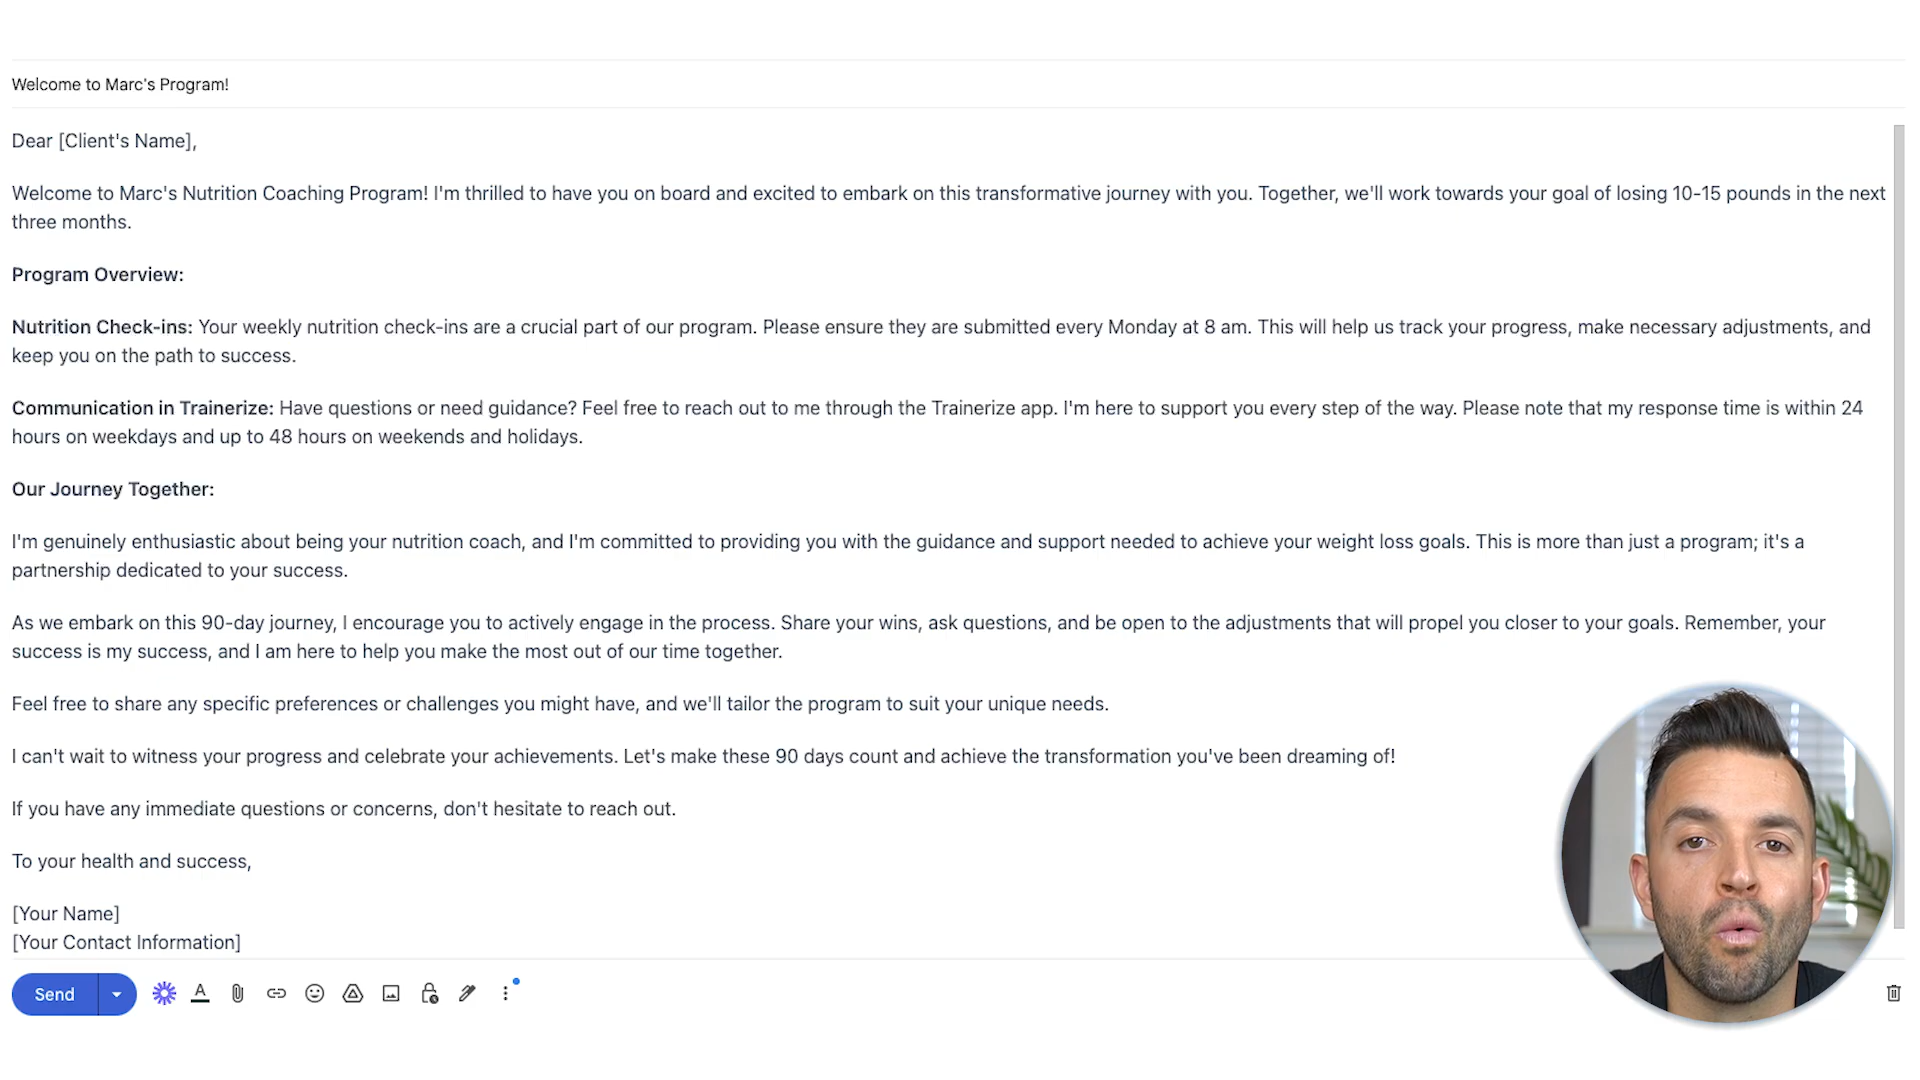 Welcome to Marc's Program!
Dear [Client's Name],
Welcome to Marc's Nutrition Coaching Program! I'm thrilled to have you on board and excited to embark on this transformative journey with you. Together, we'll work towards your goal of losing 10-15 pounds in the next
three months.
Program Overview:
Nutrition Check-ins: Your weekly nutrition check-ins are a crucial part of our program. Please ensure they are submitted every Monday at 8 am. This will help us track your progress, make necessary adjustments, and
keep you on the path to success.
Communication in Trainerize: Have questions or need guidance? Feel free to reach out to me through the Trainerize app. I'm here to support you every step of the way. Please note that my response time is within 24
hours on weekdays and up to 48 hours on weekends and holidays.
Our Journey Together:
I'm genuinely enthusiastic about being your nutrition coach, and I'm committed to providing you with the guidance and support needed to achieve your weight loss goals. This is more than just a program; it's a
partnership dedicated to your success.
As we embark on this 90-day journey, I encourage you to actively engage in the process. Share your wins, ask questions, and be open to the adjustments that will propel you closer to your goals. Remember, your
success is my success, and I am here to help you make the most out of our time together.
Feel free to share any specific preferences or challenges you might have, and we'll tailor the program to suit your unique needs.
I can't wait to witness your progress and celebrate your achievements. Let's make these 90 days count and achieve the transformation you've been dreaming of!
If you have any immediate questions or concerns, don't hesitate to reach out.
To your health and success,
[Your Name]
[Your Contact Information]
Send